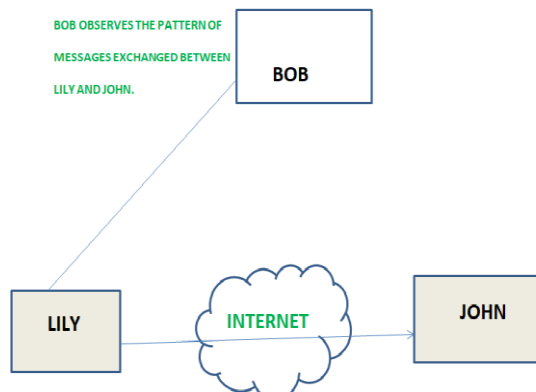 BOB OBSERVES THE PATTERN OF
MESSAGES EXCHANGED BETWEEN
LILY AND JOHN.
BOB
LILY
INTERNET
JOHN